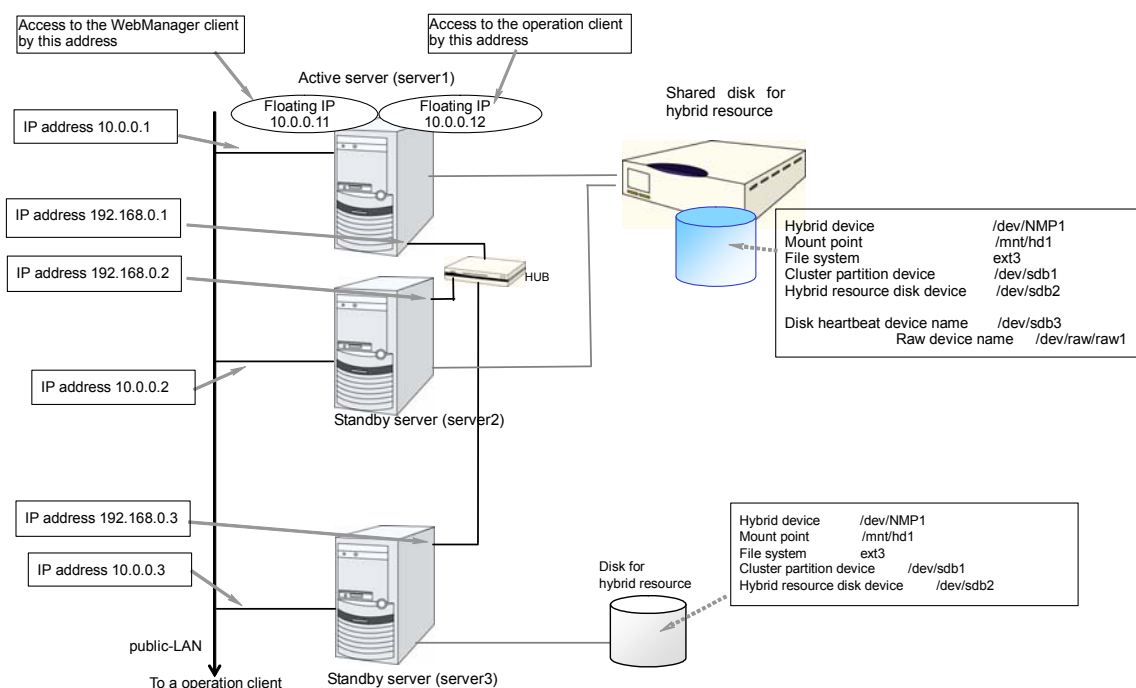 Access to the WebManager client
by this address
Access to the operation client
by this address
Active server (server1)
Floating IP
10.0.0.11
Floating IP
10.0.0.12
Shared disk for
hybrid resource
IP address 10.0.0.1
IP address 192.168.0.1
IP address 192.168.0.2
HUB
Hybrid device /dev/NMP1
Mount point /mnt/hd1
File system ext3
Cluster partition device /dev/sdb1
Hybrid resource disk device /dev/sdb2
Disk heartbeat device name /dev/sdb3
Raw device name /dev/raw/raw1
IP address 10.0.0.2
Standby server (server2)
IP address 192.168.0.3
IP address 10.0.0.3
Disk for
hybrid resource
Hybrid device /dev/NMP1
Mount point /mnt/hd1
File system ext3
Cluster partition device /dev/sdb1
Hybrid resource disk device /dev/sdb2
public-LAN
To a operation client
Standby server (server3)